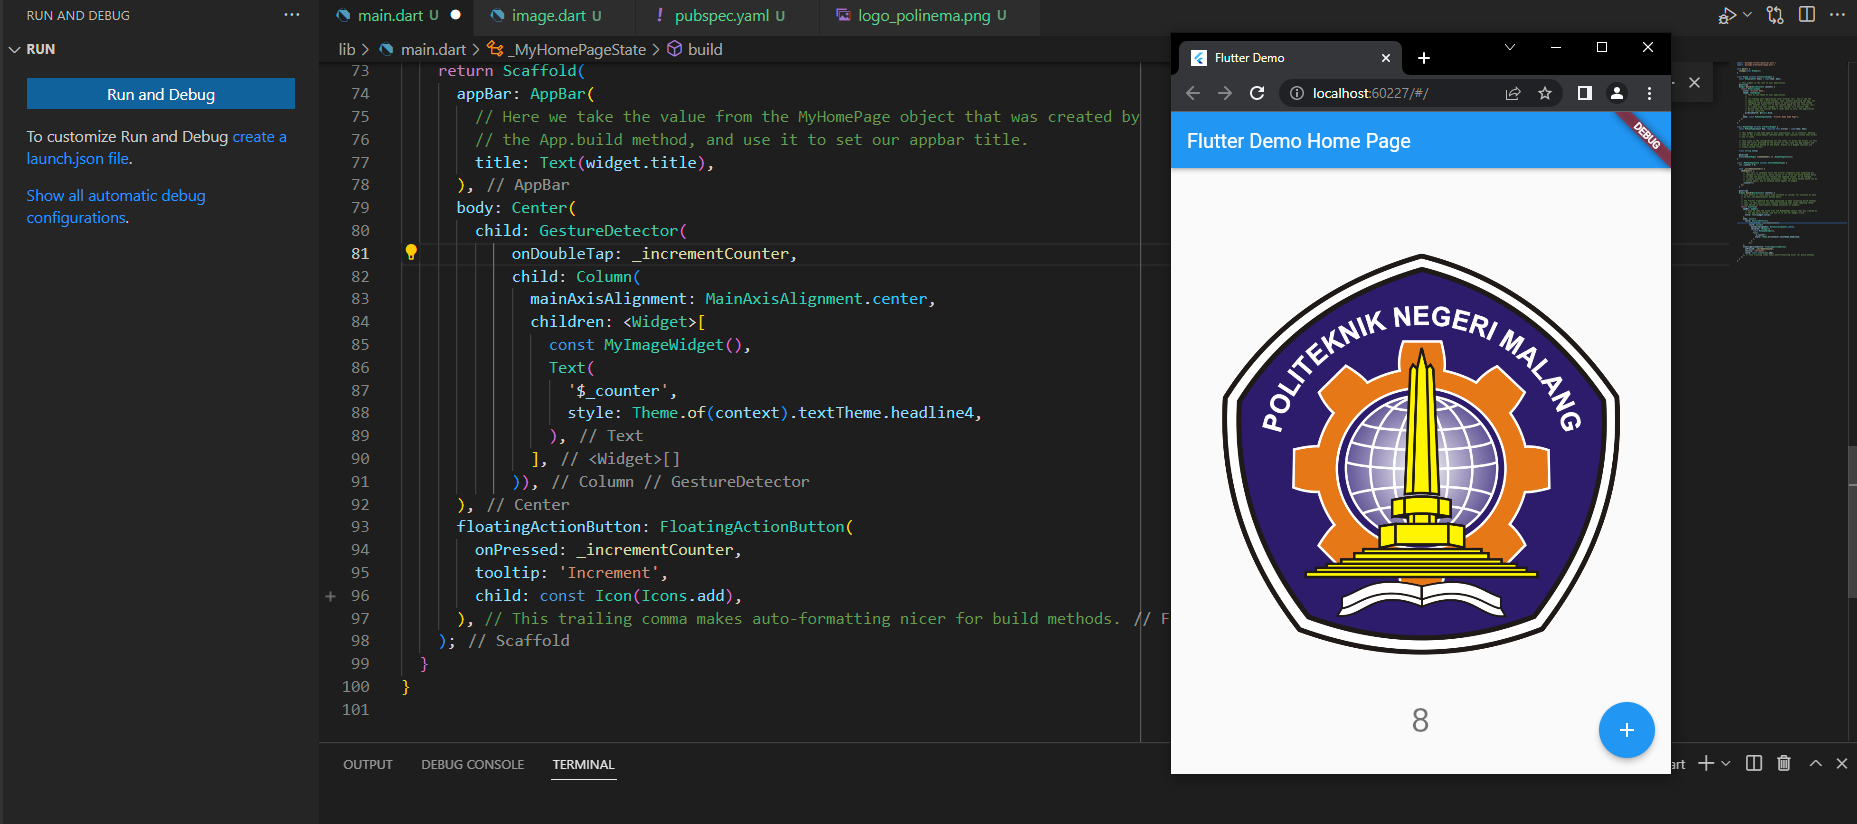 RUN AND DEBUG
RUN
Run and Debug
To customize Run and Debug create a
launch.json file.
Show all automatic debug
configurations.
main.dart U
image.dart U
! pubspec.yaml U
logo_polinema.png U
lib > main.dart > _MyHomePageState > build
73 return Scaffold(
74 appBar: AppBar(
75 // Here we take the value from the MyHomePage object that was created by
76 // the App.build method, and use it to set our appbar title.
77 title: Text(widget.title),
78 ), // AppBar
79 body: Center(
80 child: GestureDetector(
81 onDoubleTap: _incrementCounter,
82 child: Column(
83 mainAxisAlignment: MainAxisAlignment.center,
84 children: <Widget>[
85 const MyImageWidget(),
86 Text(
87 '$_counter',
88 style: Theme.of(context).textTheme.headline4,
89 ), // Text
90 ], // <Widget>[]
91 )), // Column // GestureDetector
92 ), // Center
93 floatingActionButton: FloatingActionButton(
94 onPressed: _incrementCounter,
95 tooltip: 'Increment',
96 child: const Icon(Icons.add),
97 ), // This trailing comma makes auto-formatting nicer for build methods. // F
98 ); // Scaffold
99 }
100 }
101
OUTPUT
DEBUG CONSOLE
TERMINAL
art
Flutter Demo
localhost:60227/#/
Flutter Demo Home Page
DEBUG
POLITEKNIK NEGERI MALANG
8